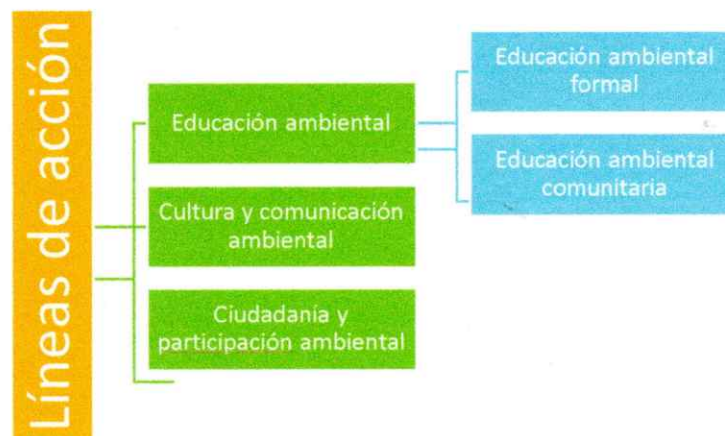 Líneas de acción
Educación ambiental
Cultura y comunicación
ambiental
Ciudadanía y
participación ambiental
Educación ambiental
formal
Educación ambiental
comunitaria